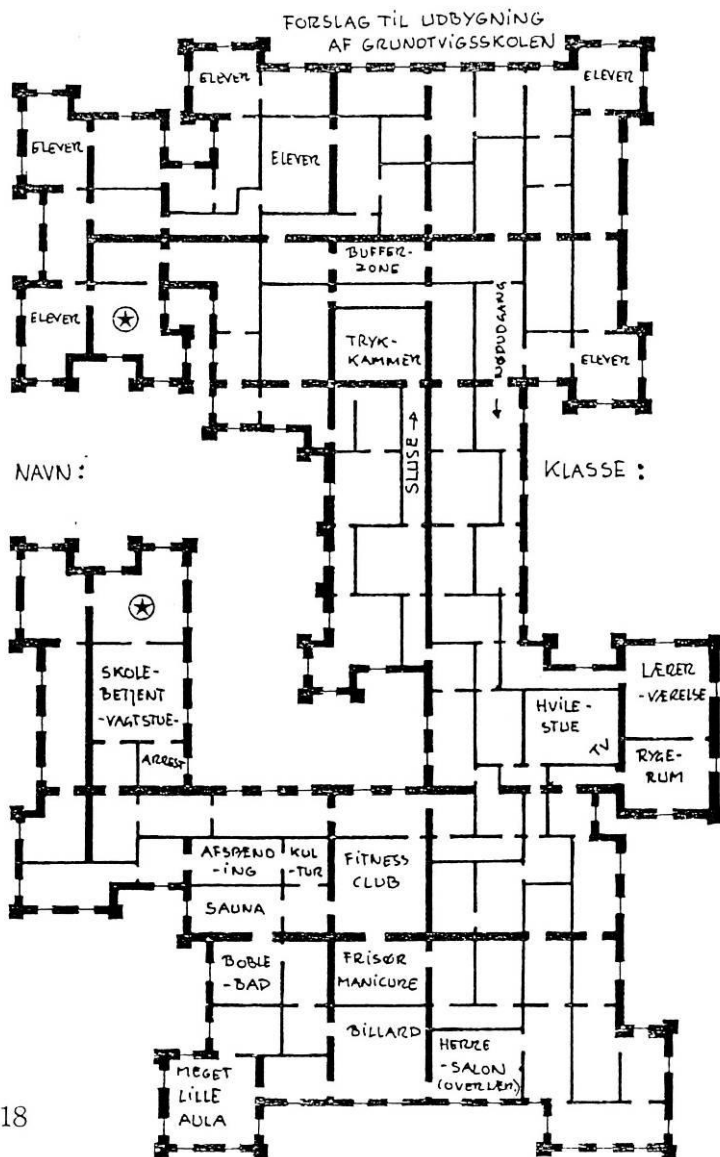 FORSLAG TIL UDBYGNING
AF GRUNDTVIGSSKOLEN
ELEVER
ELEVER
ELEVER
ELEVER
BUFFER-
ZONE
ELEVER
TRYK-
KAMMER
NØDUDGANG
ELEVER
SLUSE
NAVN:
KLASSE:
SKOLE-
BETJENT
-VAGTSTUE-
ARREST
HVILE-
STUE
TV
LÆRER
-VÆRELSE
RYGE-
RUM
AFSPÆND
-ING
KUL
-TUR
FITNESS
CLUB
SAUNA
BOBLE
-BAD
FRISØR
MANICURE
BILLARD
HERRE
-SALON
(OVERLÆR.)
MEGET
LILLE
AULA
18